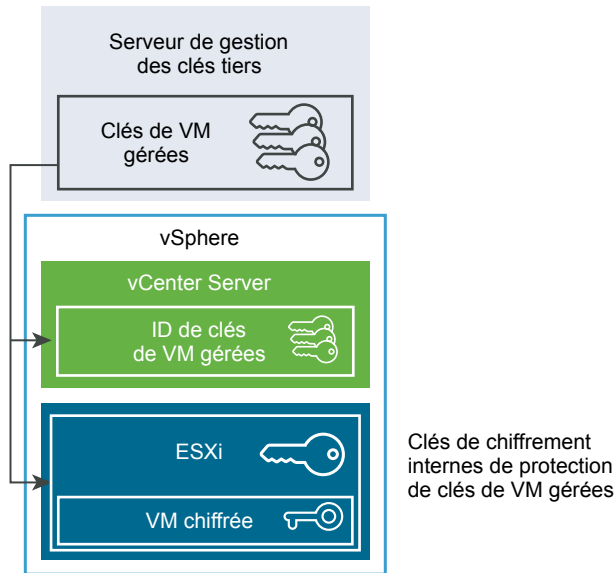 Serveur de gestion
des clés tiers
Clés de VM
gérées
vSphere
vCenter Server
ID de clés
de VM gérées
ESXi
VM chiffrée
Clés de chiffrement
internes de protection
de clés de VM gérées